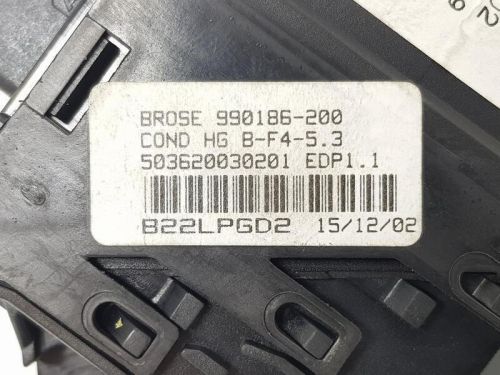 BROSE 990186-200
COND HG B-F4-5.3
503620030201 EDP1.1
B22LPGD2 15/12/02